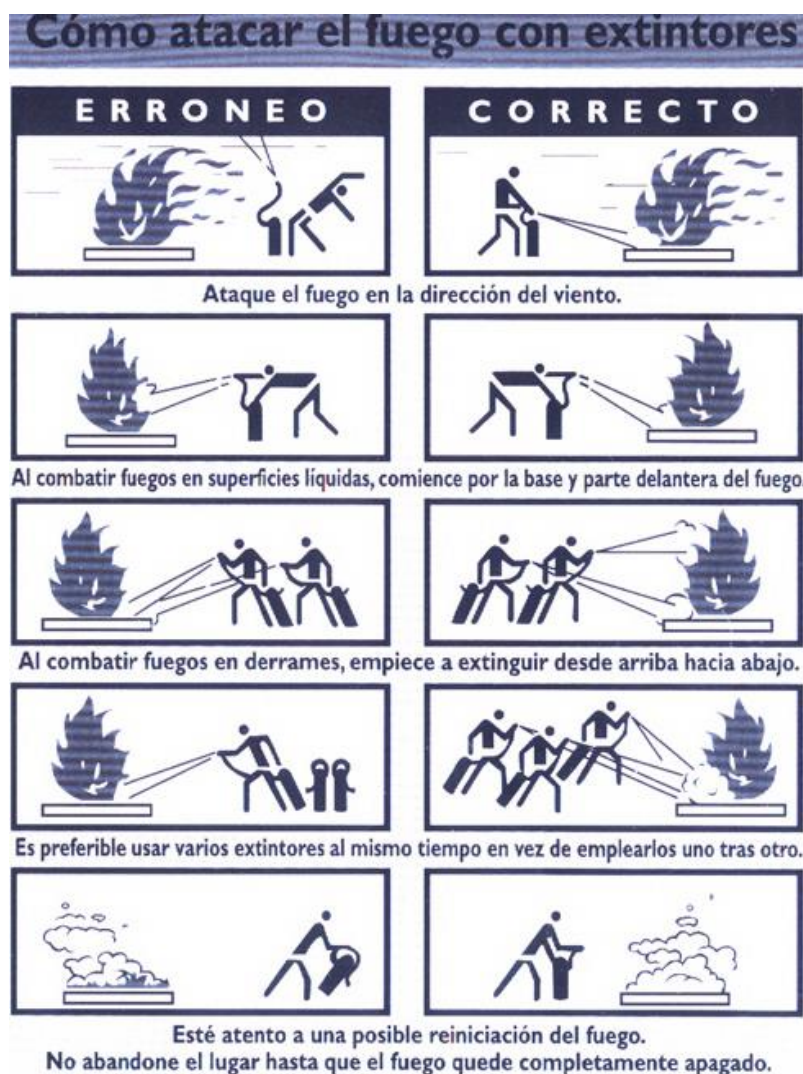 Cómo atacar el fuego con extintores
ERRONEO
CORRECTO
Ataque el fuego en la dirección del viento.
Al combatir fuegos en superficies líquidas, comience por la base y parte delantera del fuego.
Al combatir fuegos en derrames, empiece a extinguir desde arriba hacia abajo.
Es preferible usar varios extintores al mismo tiempo en vez de emplearlos uno tras otro.
Esté atento a una posible reiniciación del fuego.
No abandone el lugar hasta que el fuego quede completamente apagado.